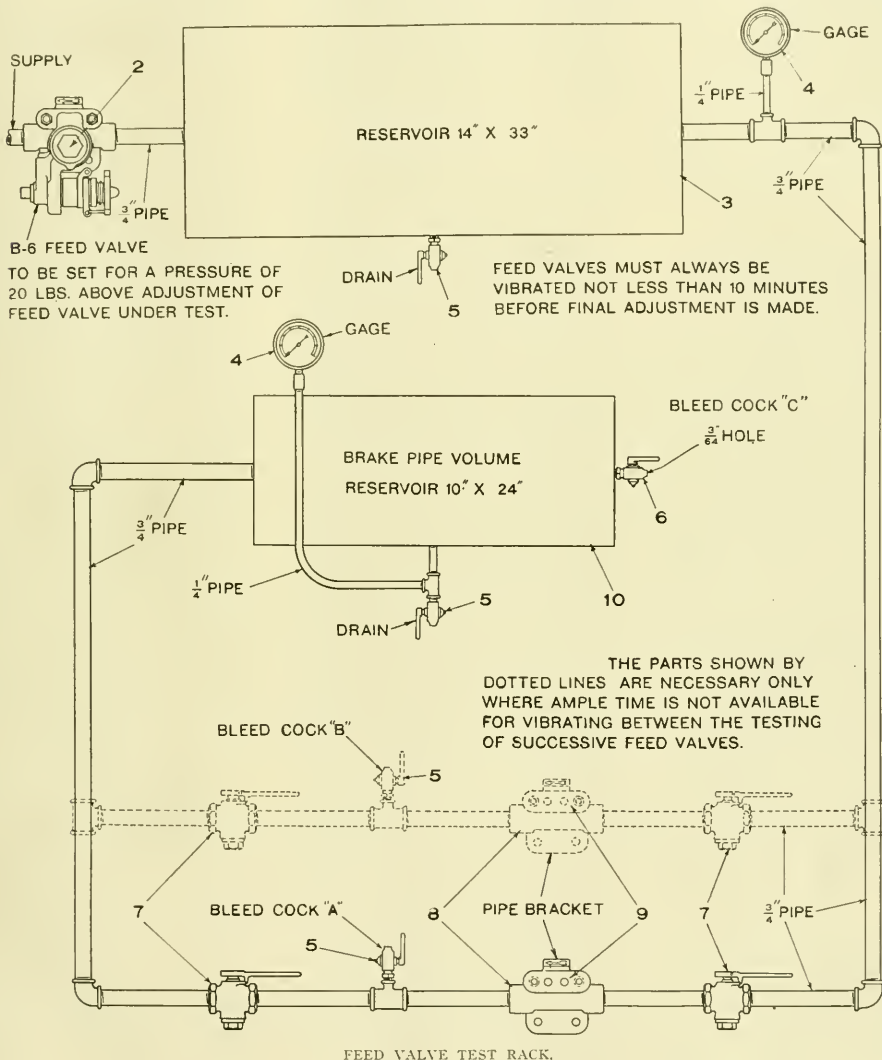 SUPPLY
2
3/4" PIPE
B-6 FEED VALVE
TO BE SET FOR A PRESSURE OF
20 LBS. ABOVE ADJUSTMENT OF
FEED VALVE UNDER TEST.
RESERVOIR 14" X 33"
GAGE
4
1/4" PIPE
3/4" PIPE
3
DRAIN
5
FEED VALVES MUST ALWAYS BE
VIBRATED NOT LESS THAN 10 MINUTES
BEFORE FINAL ADJUSTMENT IS MADE.
4
GAGE
BRAKE PIPE VOLUME
RESERVOIR 10" X 24"
BLEED COCK "C"
3/64" HOLE
6
3/4" PIPE
1/4" PIPE
5
DRAIN
10
THE PARTS SHOWN BY
DOTTED LINES ARE NECESSARY ONLY
WHERE AMPLE TIME IS NOT AVAILABLE
FOR VIBRATING BETWEEN THE TESTING
OF SUCCESSIVE FEED VALVES.
BLEED COCK "B"
5
7
BLEED COCK "A"
5
8
PIPE BRACKET
9
7
3/4" PIPE
FEED VALVE TEST RACK.